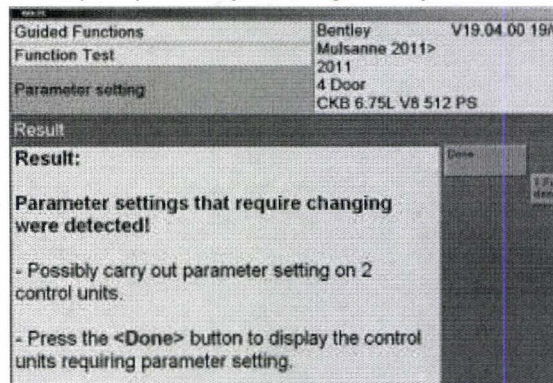 Guided Functions
Bentley V19.04.00 19/
Function Test
Mulsanne 2011>
2011
Parameter setting
4 Door
CKB 6.75L V8 512 PS
Result
Result:
Done
Parameter settings that require changing
were detected!
- Possibly carry out parameter setting on 2
control units.
- Press the <Done> button to display the control
units requiring parameter setting.